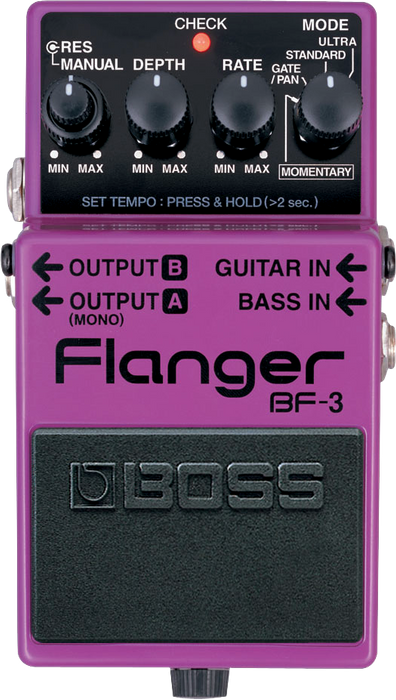 CHECK
MODE
RES
MANUAL
DEPTH
RATE
ULTRA
STANDARD
GATE
/PAN
MIN MAX
MIN MAX
MIN MAX
MOMENTARY
SET TEMPO : PRESS & HOLD (>2 sec.)
OUTPUT B
GUITAR IN
OUTPUT A
(MONO)
BASS IN
Flanger
BF-3
BOSS